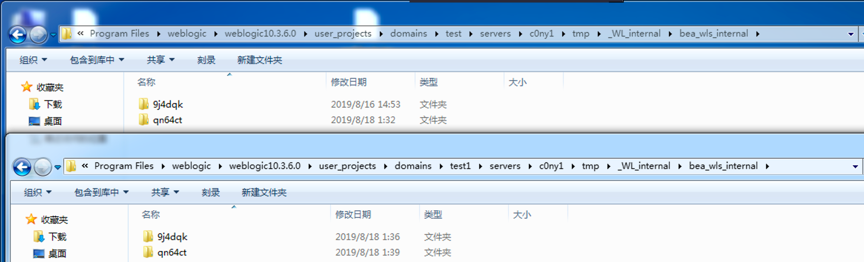 « Program Files ▸ weblogic ▸ weblogic10.3.6.0 ▸ user_projects ▸ domains ▸ test ▸ servers ▸ c0ny1 ▸ tmp ▸ _WL_internal ▸ bea_wls_internal ▸
组织 包含到库中 共享 刻录 新建文件夹
收藏夹 名称 修改日期 类型 大小
下载 9j4dqk 2019/8/16 14:53 文件夹
桌面 qn64ct 2019/8/18 1:32 文件夹
« Program Files ▸ weblogic ▸ weblogic10.3.6.0 ▸ user_projects ▸ domains ▸ test1 ▸ servers ▸ c0ny1 ▸ tmp ▸ _WL_internal ▸ bea_wls_internal ▸
组织 包含到库中 共享 刻录 新建文件夹
收藏夹 名称 修改日期 类型 大小
下载 9j4dqk 2019/8/18 1:36 文件夹
桌面 qn64ct 2019/8/18 1:39 文件夹